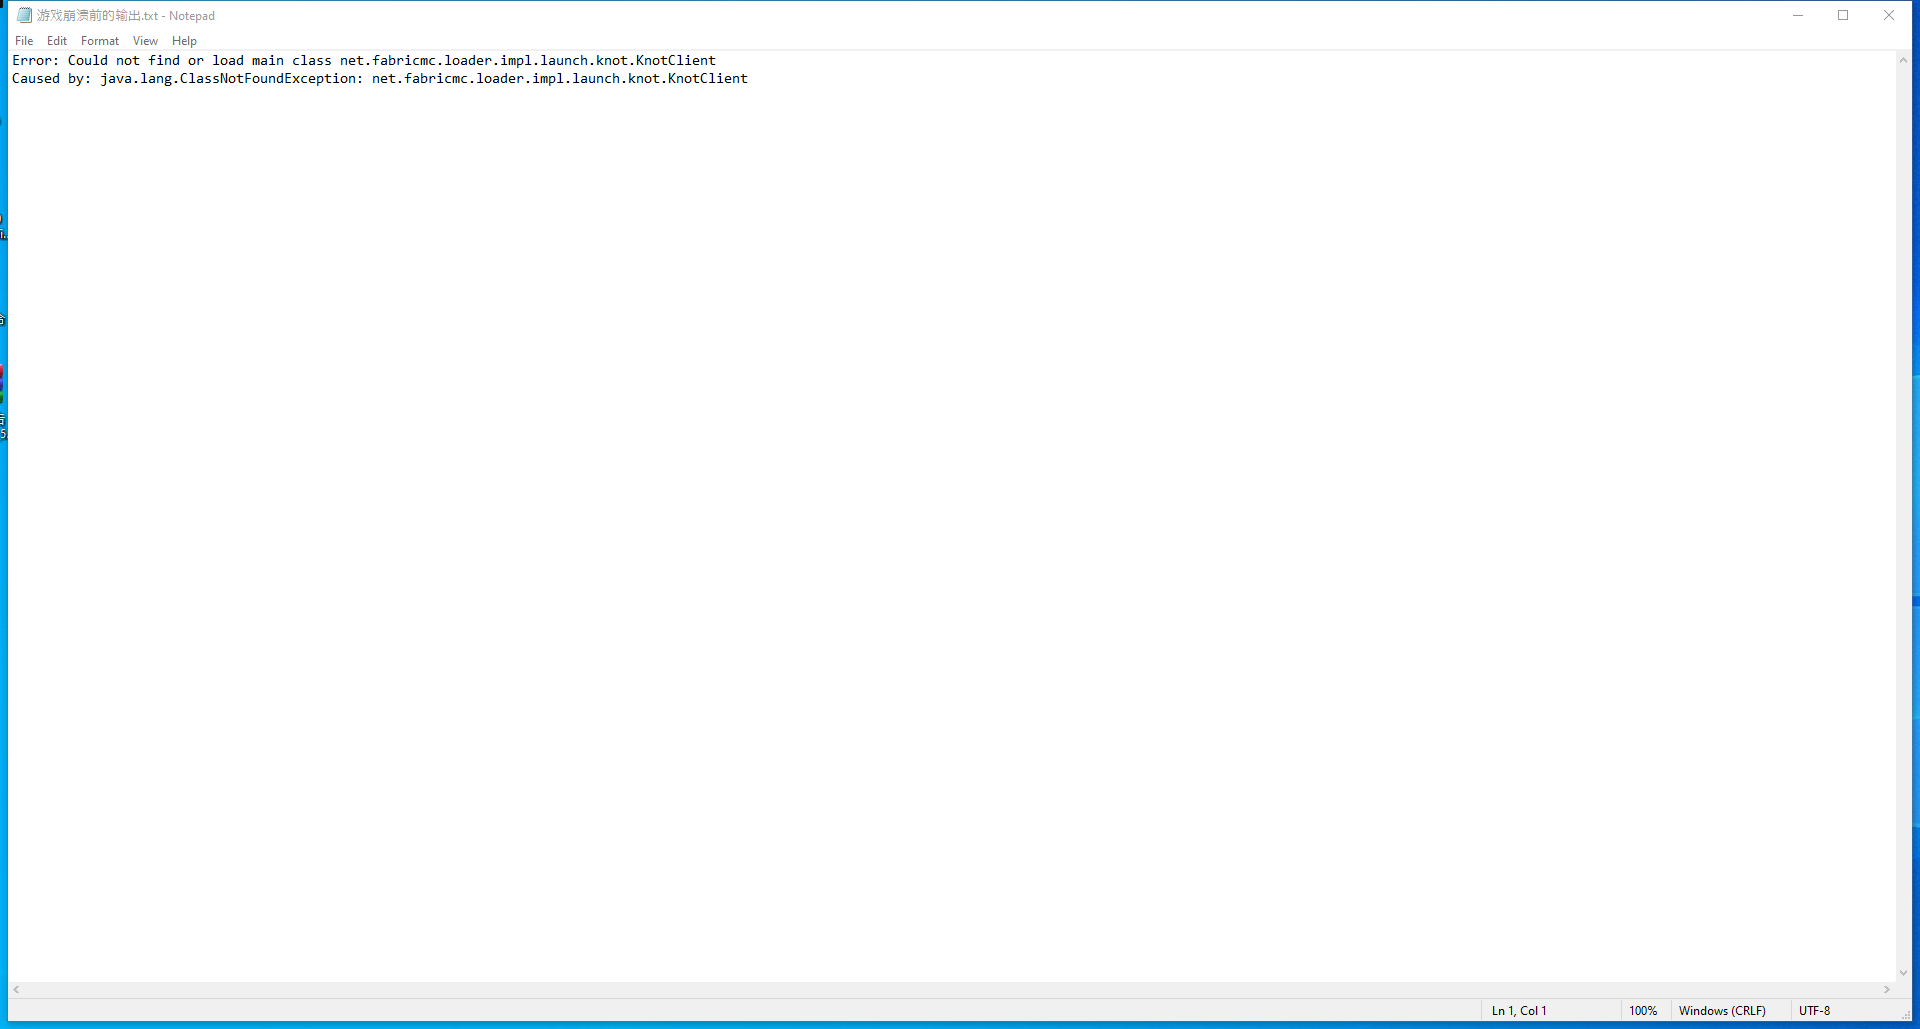 游戏崩溃前的输出.txt - Notepad
File Edit Format View Help
Error: Could not find or load main class net.fabricmc.loader.impl.launch.knot.KnotClient
Caused by: java.lang.ClassNotFoundException: net.fabricmc.loader.impl.launch.knot.KnotClient
Ln 1, Col 1 100% Windows (CRLF) UTF-8